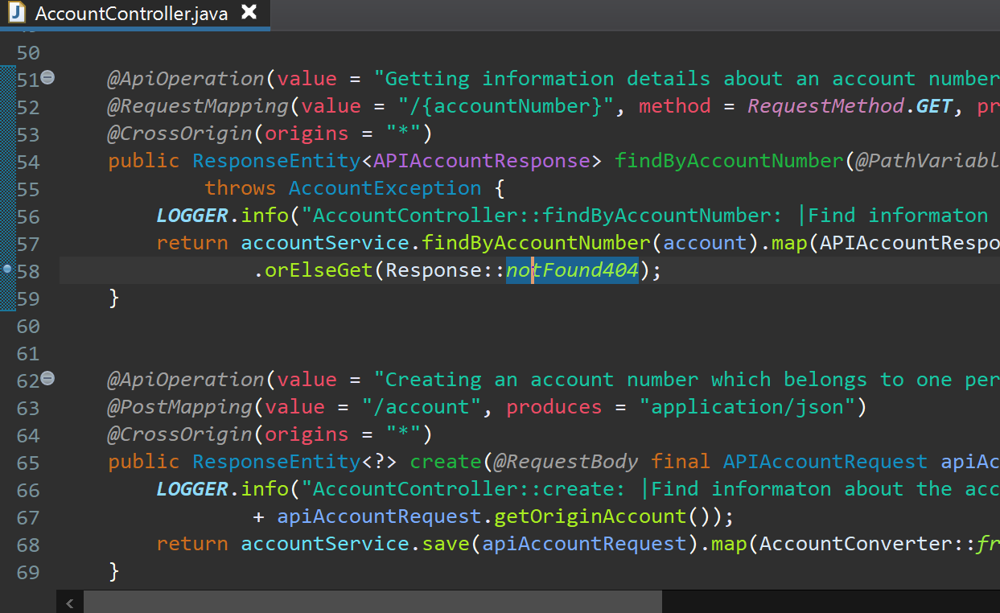 AccountController.java
50
51 @ApiOperation(value = "Getting information details about an account number
52 @RequestMapping(value = "/{accountNumber}", method = RequestMethod.GET, pr
53 @CrossOrigin(origins = "*")
54 public ResponseEntity<APIAccountResponse> findByAccountNumber(@PathVariabl
55 throws AccountException {
56 LOGGER.info("AccountController::findByAccountNumber: |Find informaton
57 return accountService.findByAccountNumber(account).map(APIAccountRespo
58 .orElseGet(Response::notFound404);
59 }
60
61
62 @ApiOperation(value = "Creating an account number which belongs to one per
63 @PostMapping(value = "/account", produces = "application/json")
64 @CrossOrigin(origins = "*")
65 public ResponseEntity<?> create(@RequestBody final APIAccountRequest apiAc
66 LOGGER.info("AccountController::create: |Find informaton about the acc
67 + apiAccountRequest.getOriginAccount());
68 return accountService.save(apiAccountRequest).map(AccountConverter::fr
69 }